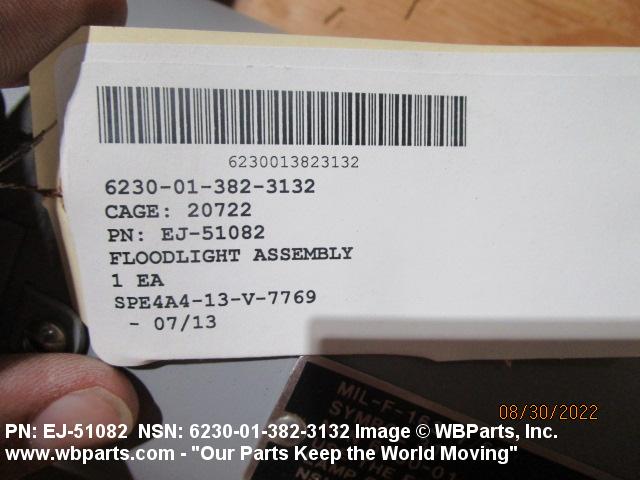 6230013823132
6230-01-382-3132
CAGE: 20722
PN: EJ-51082
FLOODLIGHT ASSEMBLY
1 EA
SPE4A4-13-V-7769
- 07/13
MIL-F-16
08/30/2022
PN: EJ-51082 NSN: 6230-01-382-3132 Image © WBParts, Inc.
www.wbparts.com - "Our Parts Keep the World Moving"